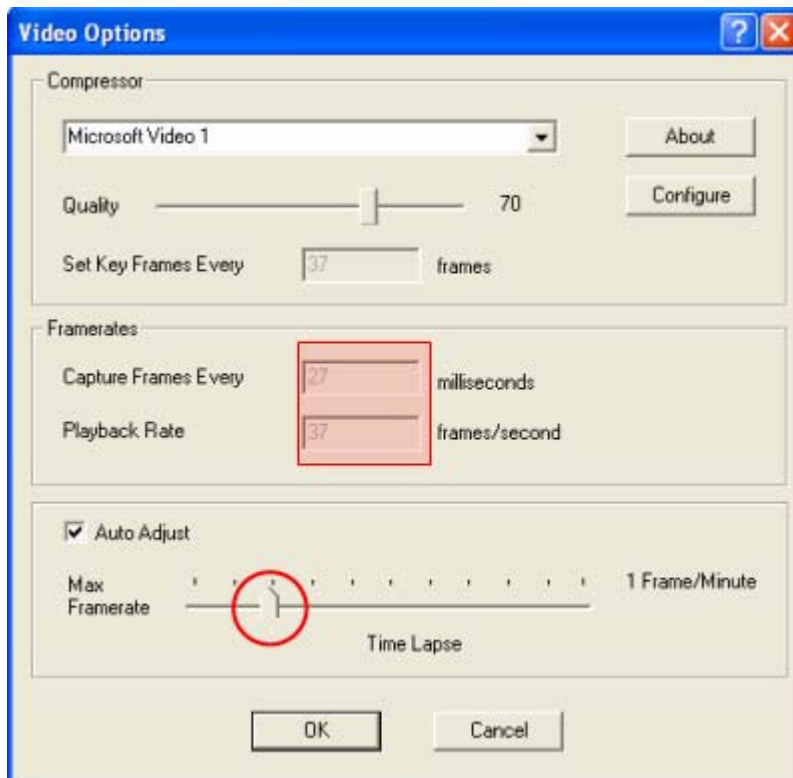 Video Options
Compressor
Microsoft Video 1
About
Quality
70
Configure
Set Key Frames Every 37 frames
Framerates
Capture Frames Every 27 milliseconds
Playback Rate 37 frames/second
Auto Adjust
Max
Framerate
1 Frame/Minute
Time Lapse
OK
Cancel